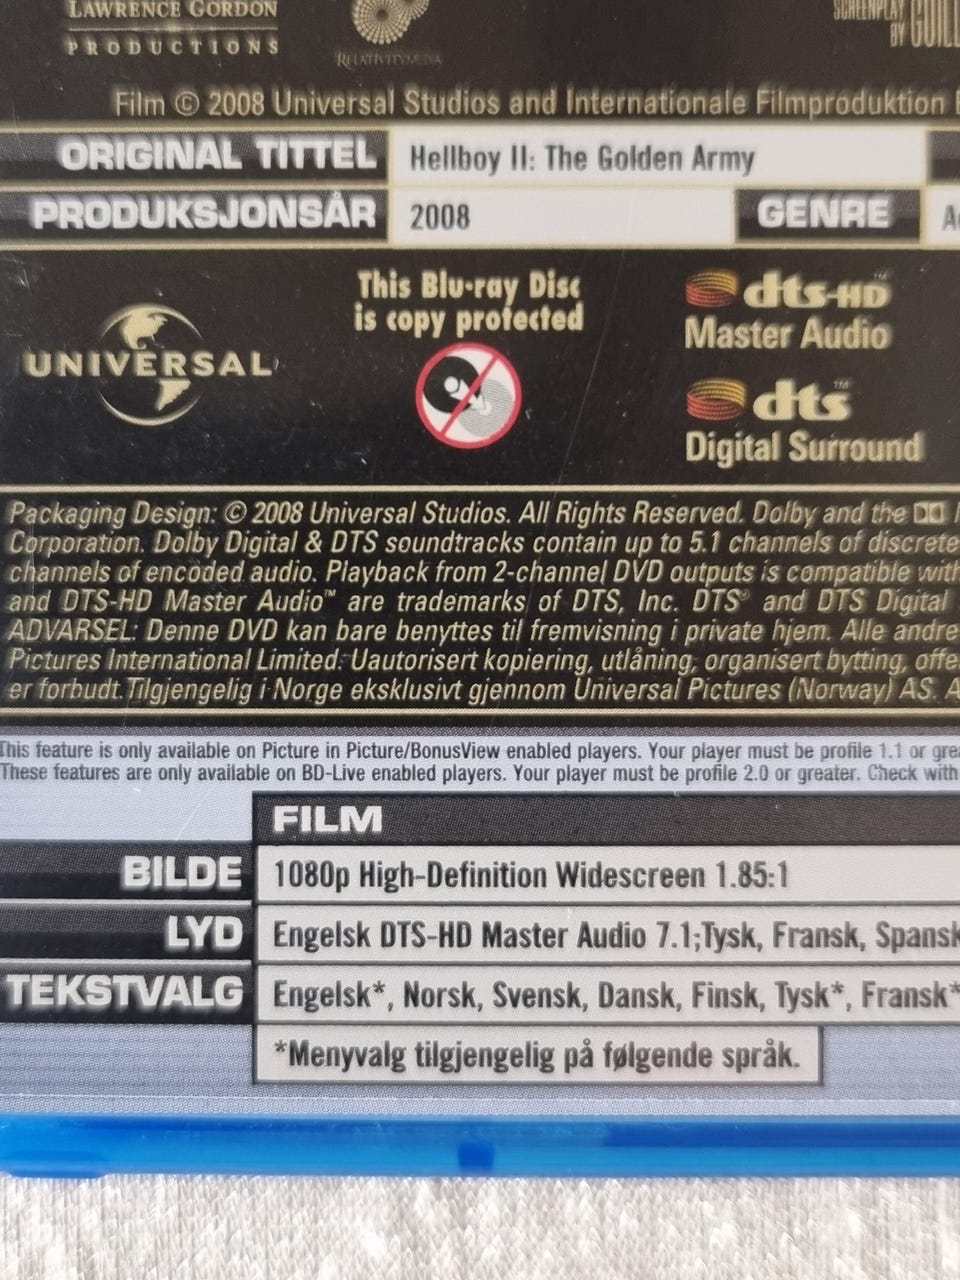 LAWRENCE GORDON
PRODUCTIONS
RELATIVITYMEDIA
SCREENPLAY
BY
Film © 2008 Universal Studios and Internationale Filmproduktion
ORIGINAL TITTEL Hellboy II: The Golden Army
PRODUKSJONSÅR 2008 GENRE
This Blu-ray Disc
is copy protected
UNIVERSAL
dts-HD™
Master Audio
dts™
Digital Surround
Packaging Design: © 2008 Universal Studios. All Rights Reserved. Dolby and the
Corporation. Dolby Digital & DTS soundtracks contain up to 5.1 channels of discrete
channels of encoded audio. Playback from 2-channel DVD outputs is compatible with
and DTS-HD Master Audio™ are trademarks of DTS, Inc. DTS® and DTS Digital
ADVARSEL: Denne DVD kan bare benyttes til fremvisning i private hjem. Alle andre
Pictures International Limited. Uautorisert kopiering, utlåning, organisert bytting,
er forbudt. Tilgjengelig i Norge eksklusivt gjennom Universal Pictures (Norway) AS.
This feature is only available on Picture in Picture/BonusView enabled players. Your player must be profile 1.1 or
These features are only available on BD-Live enabled players. Your player must be profile 2.0 or greater. Check with
FILM
BILDE 1080p High-Definition Widescreen 1.85:1
LYD Engelsk DTS-HD Master Audio 7.1;Tysk, Fransk, Spansk
TEKSTVALG Engelsk*, Norsk, Svensk, Dansk, Finsk, Tysk*, Fransk*
*Menyvalg tilgjengelig på følgende språk.